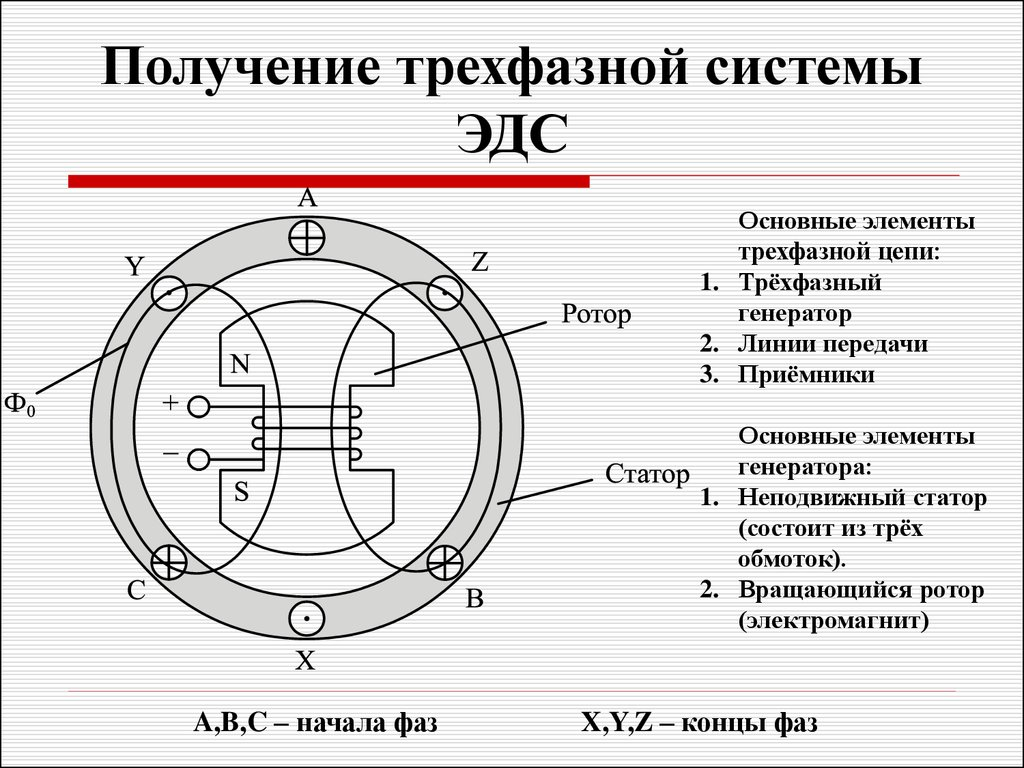 Получение трехфазной системы
ЭДС
A
Y
Z
Ротор
N
Ф0
+
–
S
Статор
C
B
X
Основные элементы
трехфазной цепи:
1. Трёхфазный
генератор
2. Линии передачи
3. Приёмники
Основные элементы
генератора:
1. Неподвижный статор
(состоит из трёх
обмоток).
2. Вращающийся ротор
(электромагнит)
A,B,C – начала фаз
X,Y,Z – концы фаз